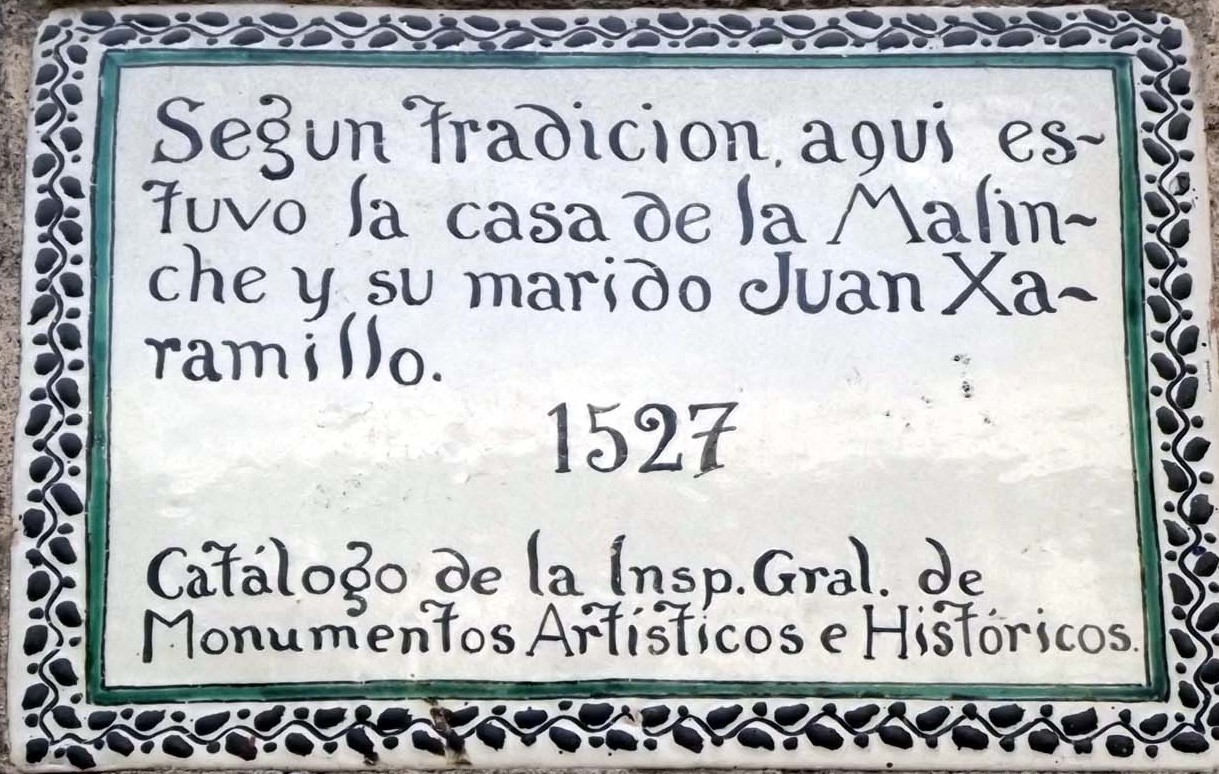 Segun tradicion, aqui es~
tuvo la casa de la Malin~
che y su marido Juan Xa~
ramillo.
1527
Catálogo de la Insp. Gral. de
Monumentos Artísticos e Históricos.